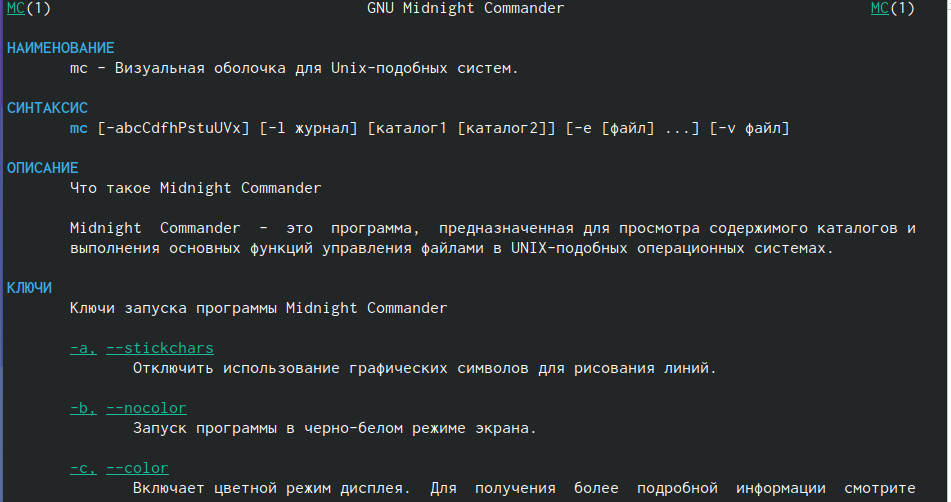 MC(1) GNU Midnight Commander MC(1)
НАИМЕНОВАНИЕ
mc - Визуальная оболочка для Unix-подобных систем.
СИНТАКСИС
mc [-abcCdfhPstuUVx] [-l журнал] [каталог1 [каталог2]] [-e [файл] ...] [-v файл]
ОПИСАНИЕ
Что такое Midnight Commander
Midnight Commander - это программа, предназначенная для просмотра содержимого каталогов и
выполнения основных функций управления файлами в UNIX-подобных операционных системах.
КЛЮЧИ
Ключи запуска программы Midnight Commander
-a, --stickchars
Отключить использование графических символов для рисования линий.
-b, --nocolor
Запуск программы в черно-белом режиме экрана.
-c, --color
Включает цветной режим дисплея. Для получения более подробной информации смотрите